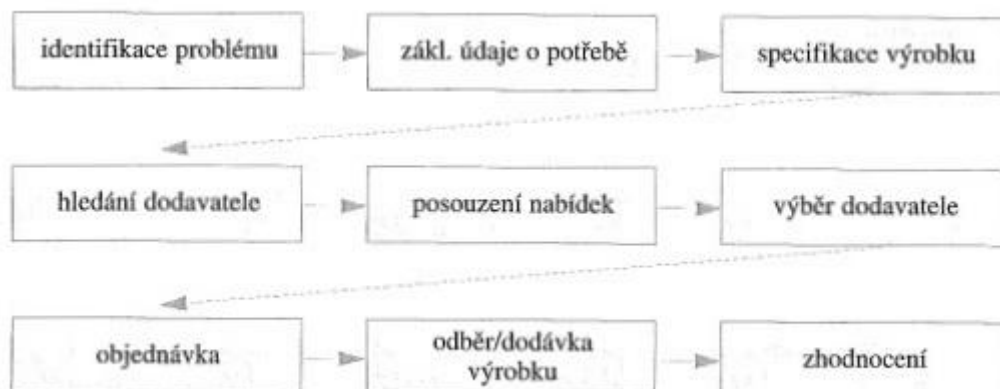 identifikace problému
zákl. údaje o potřebě
specifikace výrobku
hledání dodavatele
posouzení nabídek
výběr dodavatele
objednávka
odběr/dodávka
výrobku
zhodnocení